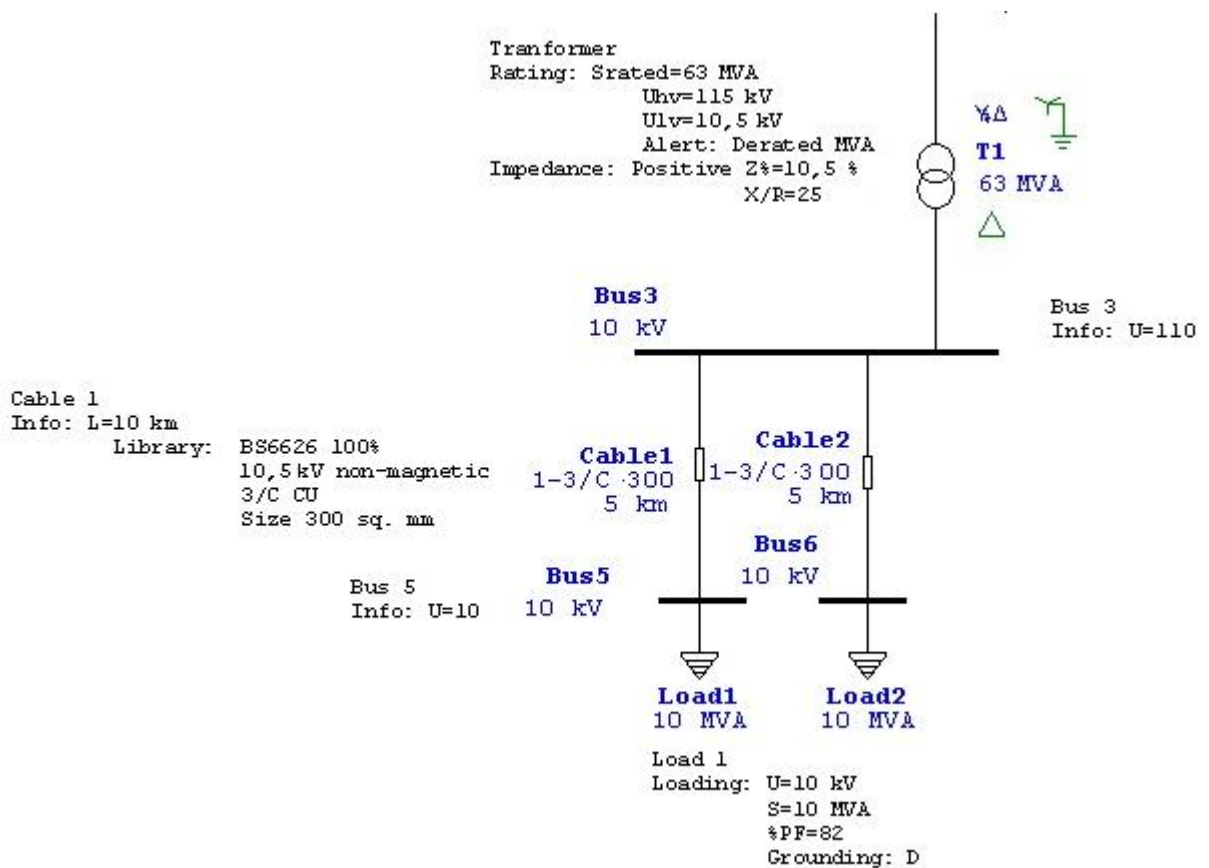 Tranformer
Rating: Srated=63 MVA
Uhv=115 kV
Ulv=10,5 kV
Alert: Derated MVA
Impedance: Positive Z%=10,5 %
X/R=25
T1
63 MVA
Bus3
10 kV
Bus 3
Info: U=110
Cable 1
Info: L=10 km
Library: BS6626 100%
10,5kV non-magnetic
3/C CU
Size 300 sq. mm
Cable1
1-3/C ·300
5 km
Cable2
1-3/C ·300
5 km
Bus 5
Info: U=10
Bus5
10 kV
Bus6
10 kV
Load1
10 MVA
Load2
10 MVA
Load 1
Loading: U=10 kV
S=10 MVA
%PF=82
Grounding: D